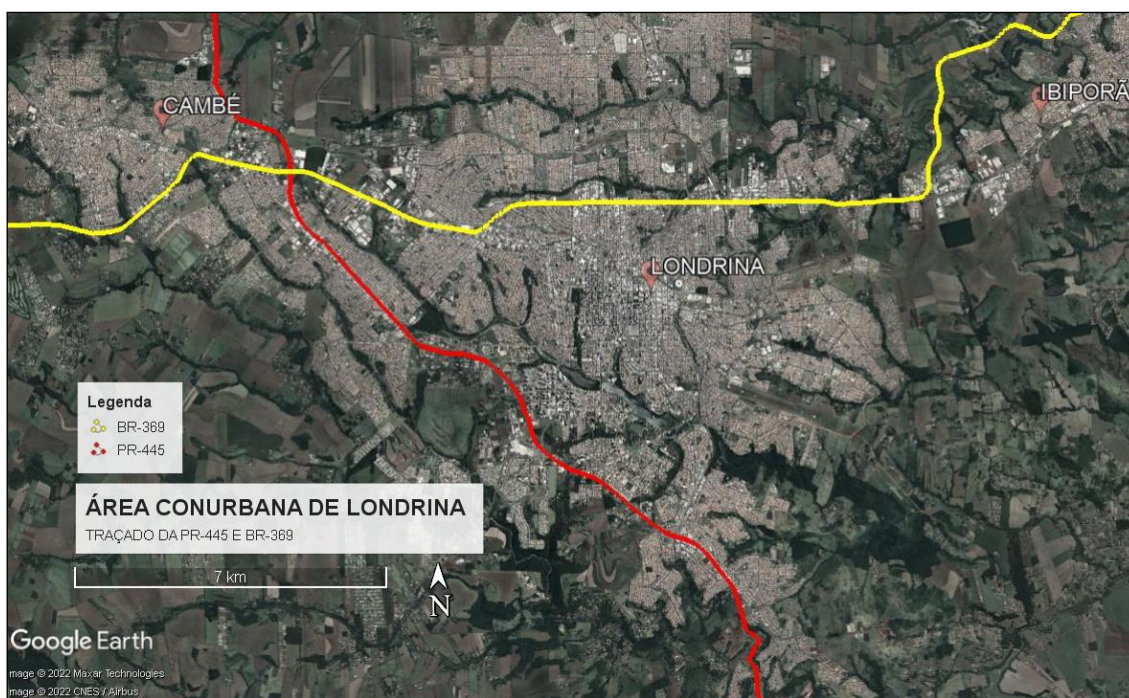 CAMBÉ
IBIPORÃ
LONDRINA
Legenda
BR-369
PR-445
ÁREA CONURBANA DE LONDRINA
TRAÇADO DA PR-445 E BR-369
7 km
N
Google Earth
mage © 2022 Maxar Technologies
mage © 2022 CNES / Airbus